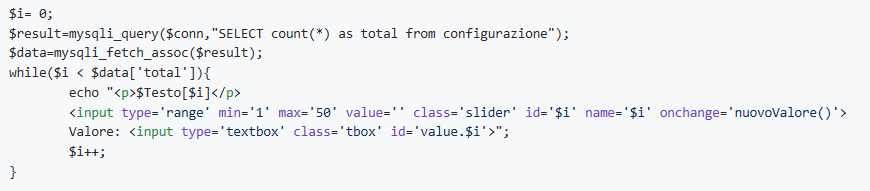 $i= 0;
$result=mysqli_query($conn,"SELECT count(*) as total from configurazione");
$data=mysqli_fetch_assoc($result);
while($i < $data['total']){
        echo "<p>$Testo[$i]</p>
        <input type='range' min='1' max='50' value='' class='slider' id='$i' name='$i' onchange='nuovoValore()'>
        Valore: <input type='textbox' class='tbox' id='value.$i'>";
        $i++;
}